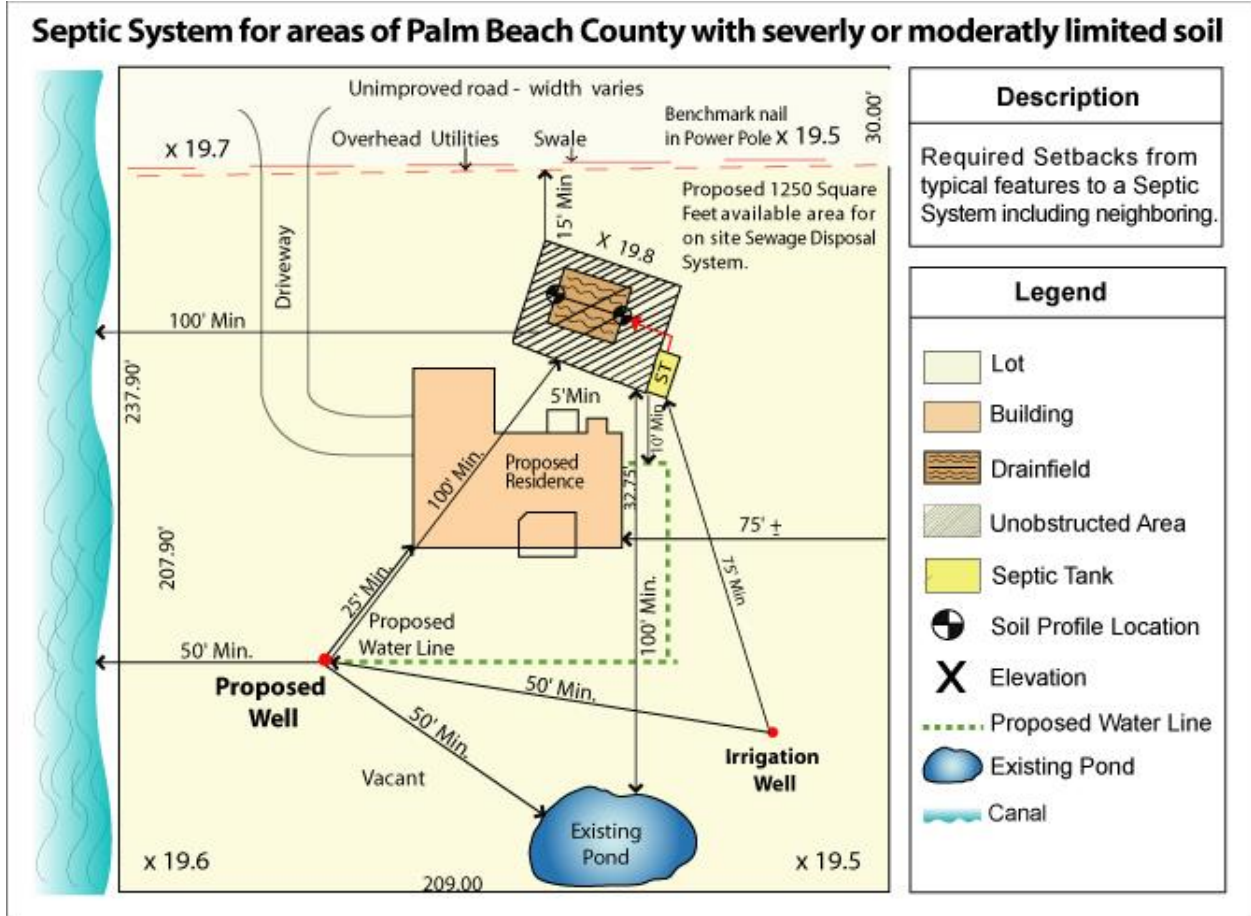 Septic System for areas of Palm Beach County with severly or moderatly limited soil
Unimproved road - width varies
Overhead Utilities
Swale
Benchmark nail
in Power Pole x 19.5
30.00'
x 19.7
15' Min
Proposed 1250 Square
Feet available area for
on site Sewage Disposal
System.
X 19.8
Driveway
100' Min
237.90'
ST
5'Min
10' Min
100' Min.
Proposed
Residence
32.75'
75' ±
75' Min
207.90'
25' Min.
Proposed
Water Line
100' Min.
50' Min.
Proposed
Well
50' Min.
50' Min.
Irrigation
Well
Vacant
Existing
Pond
x 19.6
209.00
x 19.5
Description
Required Setbacks from
typical features to a Septic
System including neighboring.
Legend
Lot
Building
Drainfield
Unobstructed Area
Septic Tank
Soil Profile Location
X Elevation
Proposed Water Line
Existing Pond
Canal